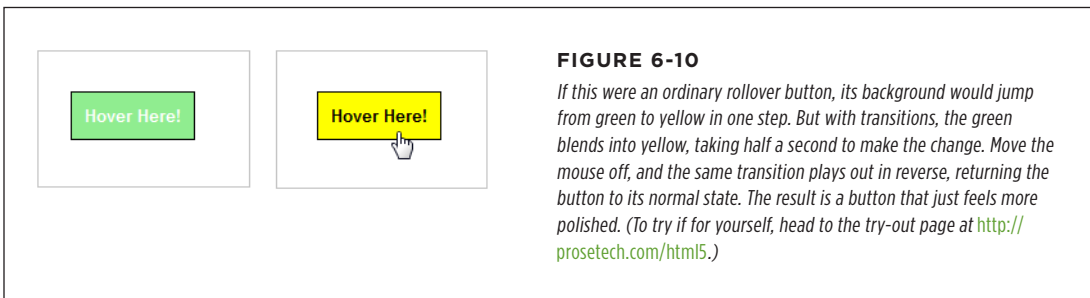 Hover Here!
Hover Here!
FIGURE 6-10
If this were an ordinary rollover button, its background would jump
from green to yellow in one step. But with transitions, the green
blends into yellow, taking half a second to make the change. Move the
mouse off, and the same transition plays out in reverse, returning the
button to its normal state. The result is a button that just feels more
polished. (To try if for yourself, head to the try-out page at http://
prosetech.com/html5.)